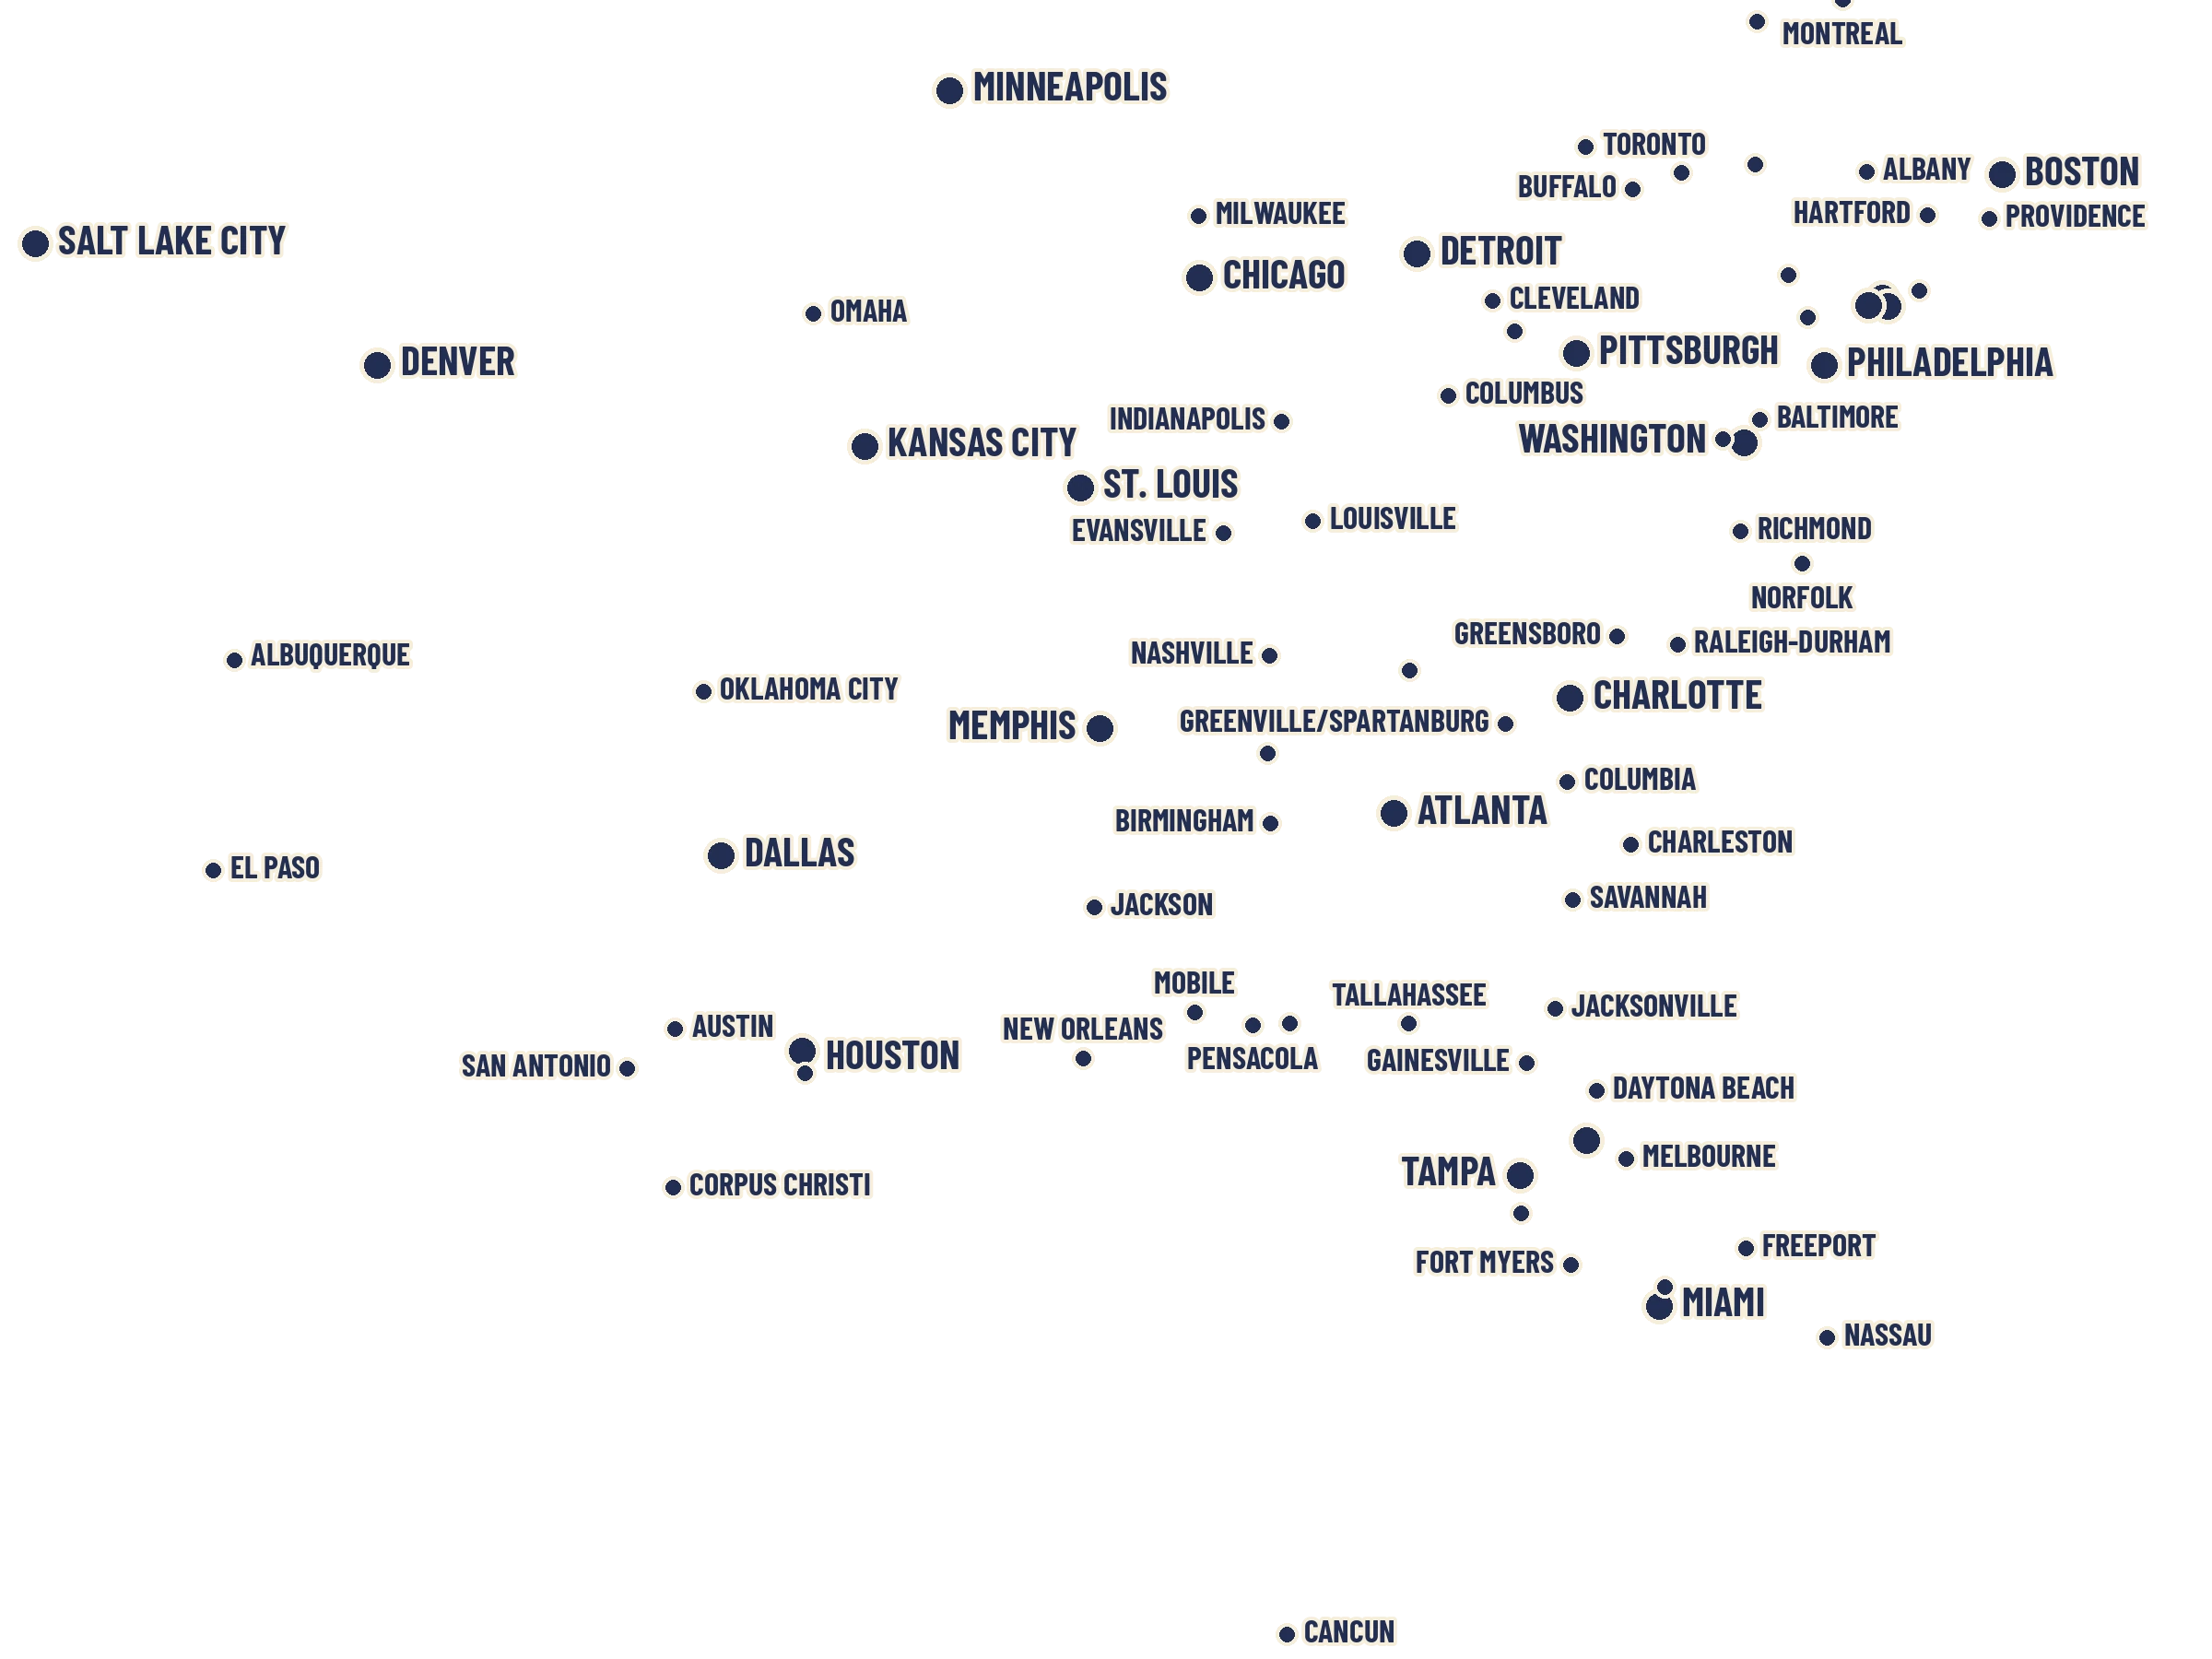 MONTREAL
MINNEAPOLIS
TORONTO
ALBANY
BOSTON
BUFFALO
MILWAUKEE
HARTFORD
PROVIDENCE
SALT LAKE CITY
DETROIT
CHICAGO
CLEVELAND
OMAHA
PITTSBURGH
DENVER
PHILADELPHIA
COLUMBUS
INDIANAPOLIS
BALTIMORE
WASHINGTON
KANSAS CITY
ST. LOUIS
LOUISVILLE
EVANSVILLE
RICHMOND
NORFOLK
GREENSBORO
RALEIGH-DURHAM
NASHVILLE
ALBUQUERQUE
OKLAHOMA CITY
CHARLOTTE
MEMPHIS
GREENVILLE/SPARTANBURG
COLUMBIA
BIRMINGHAM
ATLANTA
CHARLESTON
DALLAS
EL PASO
SAVANNAH
JACKSON
MOBILE
TALLAHASSEE
JACKSONVILLE
AUSTIN
NEW ORLEANS
HOUSTON
PENSACOLA
GAINESVILLE
SAN ANTONIO
DAYTONA BEACH
MELBOURNE
TAMPA
CORPUS CHRISTI
FREEPORT
FORT MYERS
MIAMI
NASSAU
CANCUN